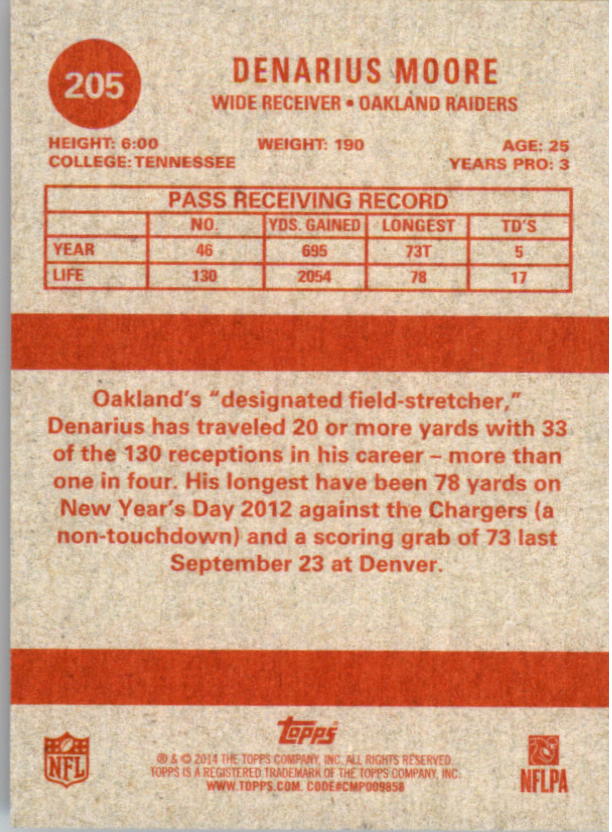 205
DENARIUS MOORE
WIDE RECEIVER • OAKLAND RAIDERS
HEIGHT: 6:00 WEIGHT: 190 AGE: 25
COLLEGE: TENNESSEE YEARS PRO: 3
PASS RECEIVING RECORD
NO. YDS. GAINED LONGEST TD'S
YEAR 46 695 73T 5
LIFE 130 2054 78 17
Oakland's "designated field-stretcher,"
Denarius has traveled 20 or more yards with 33
of the 130 receptions in his career – more than
one in four. His longest have been 78 yards on
New Year's Day 2012 against the Chargers (a
non-touchdown) and a scoring grab of 73 last
September 23 at Denver.
NFL
Topps
® & © 2014 THE TOPPS COMPANY, INC. ALL RIGHTS RESERVED.
TOPPS IS A REGISTERED TRADEMARK OF THE TOPPS COMPANY, INC.
WWW.TOPPS.COM. CODE#CMP009858
NFLPA